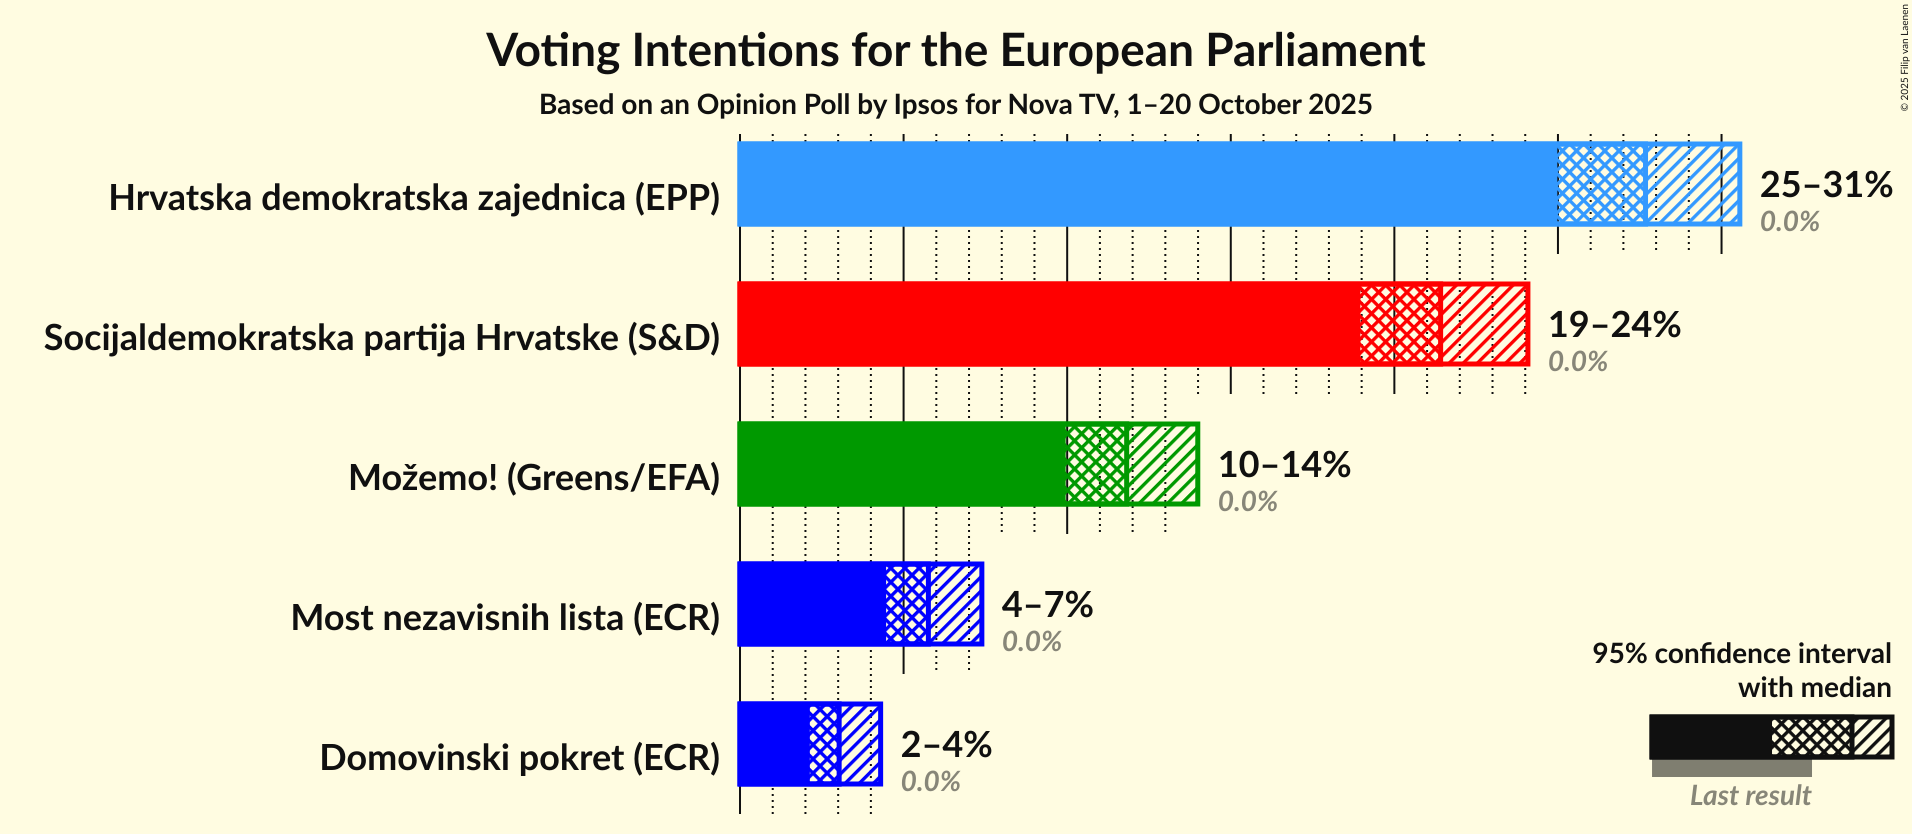 Voting Intentions for the European Parliament
Based on an Opinion Poll by Ipsos for Nova TV, 1–20 October 2025
© 2025 Filip van Laenen
Hrvatska demokratska zajednica (EPP)
25–31%
0.0%
Socijaldemokratska partija Hrvatske (S&D)
19–24%
0.0%
Možemo! (Greens/EFA)
10–14%
0.0%
Most nezavisnih lista (ECR)
4–7%
0.0%
Domovinski pokret (ECR)
2–4%
0.0%
95% confidence interval
with median
Last result